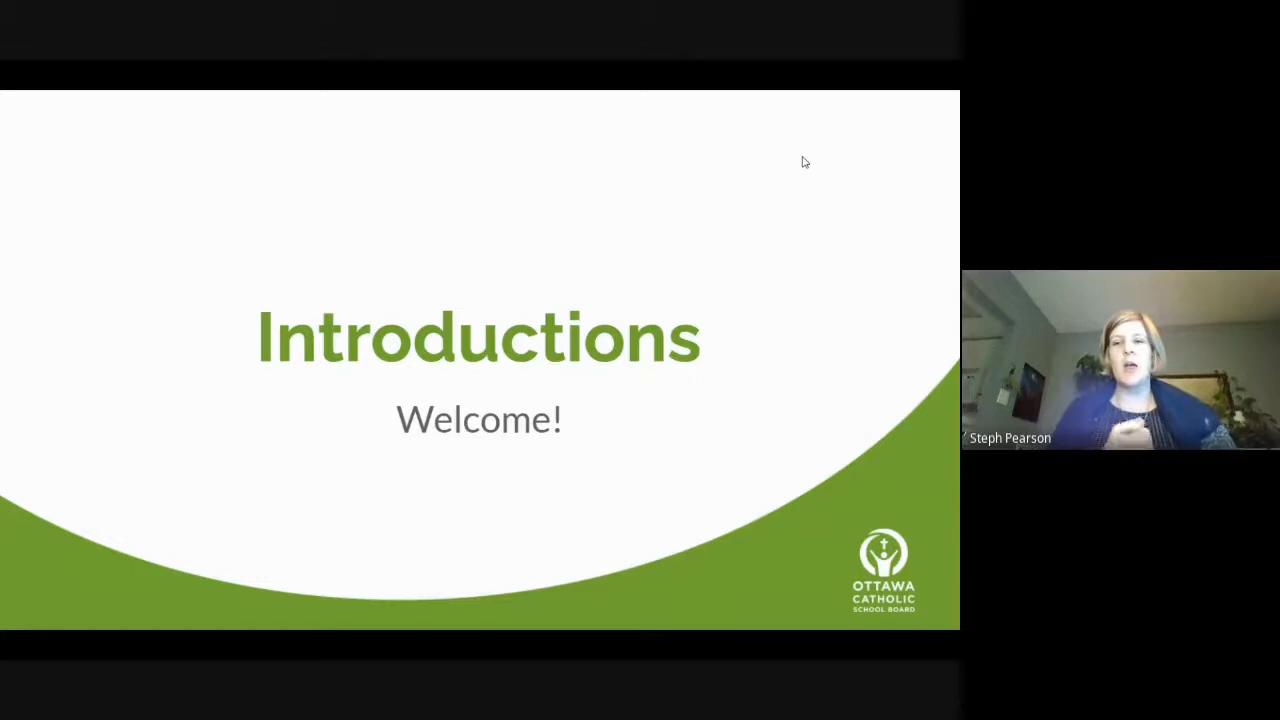 Introductions
Welcome!
Steph Pearson
OTTAWA
CATHOLIC
SCHOOL BOARD